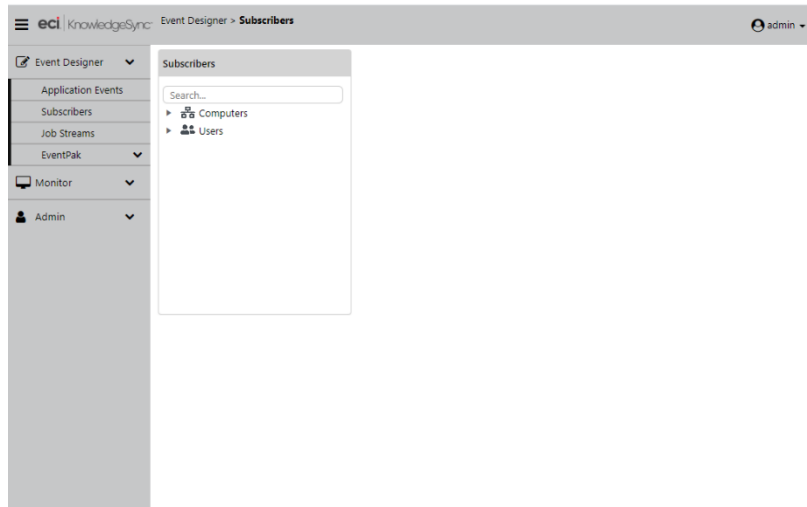 eci KnowledgeSync
Event Designer > Subscribers
admin
Event Designer
Application Events
Subscribers
Job Streams
EventPak
Monitor
Admin
Subscribers
Search...
Computers
Users